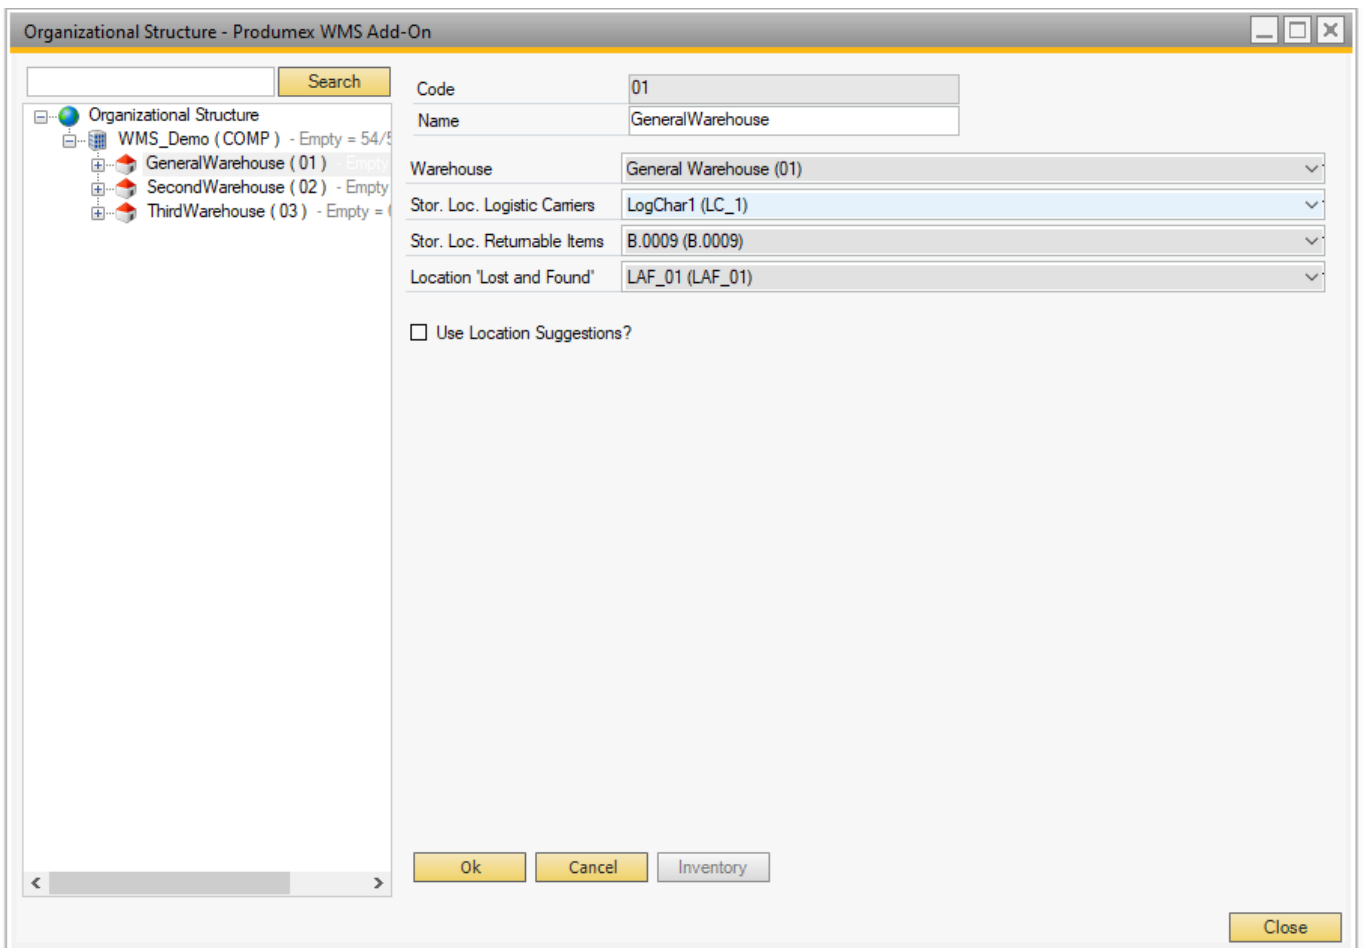 Organizational Structure - Produmex WMS Add-On
Search
Organizational Structure
WMS_Demo ( COMP ) - Empty = 54/5
GeneralWarehouse ( 01 ) - Empty
SecondWarehouse ( 02 ) - Empty
ThirdWarehouse ( 03 ) - Empty =
Code 01
Name GeneralWarehouse
Warehouse General Warehouse (01)
Stor. Loc. Logistic Carriers LogChar1 (LC_1)
Stor. Loc. Returnable Items B.0009 (B.0009)
Location 'Lost and Found' LAF_01 (LAF_01)
Use Location Suggestions?
Ok Cancel Inventory
Close